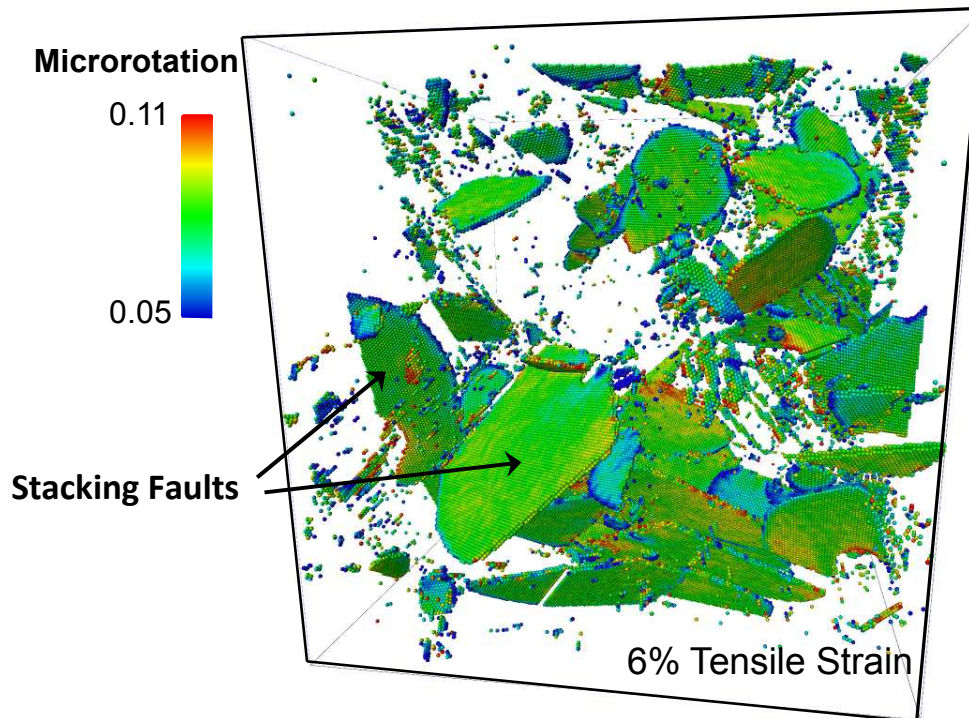 Microrotation
0.11
0.05
Stacking Faults
6% Tensile Strain